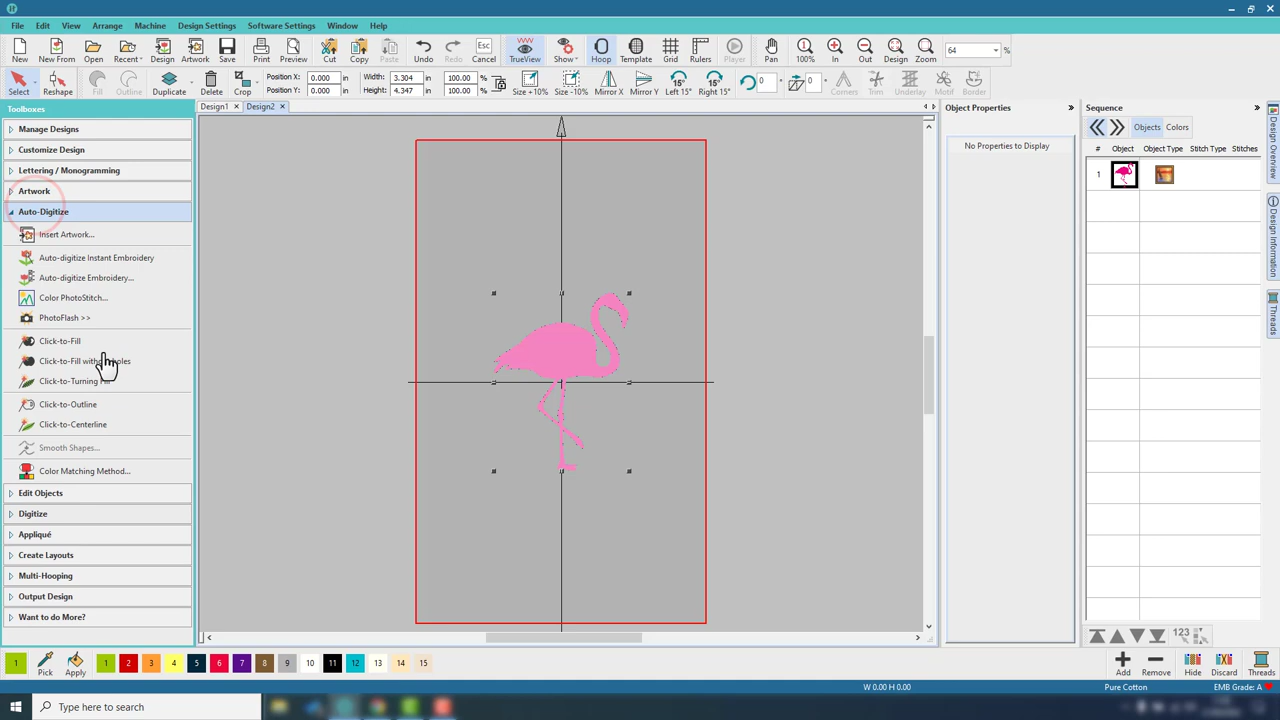 File Edit View Arrange Machine Design Settings Software Settings Window Help
New New From Open Recent Design Artwork Save Print Preview Cut Copy Paste Undo Esc Cancel Redo TrueView Show Hoop Template Grid Rulers Player Pan 100% In Out Design Zoom 64 %
Select Reshape Fill Outline Duplicate Delete Crop Position X: 0.000 in Width: 3.304 100.00 % Size +10% Size -10% Mirror X Mirror Y Left 15° Right 15° 0 0 Corners Trim Underlay Motif Border
Position Y: 0.000 in Height: 4.347 100.00 %
Toolboxes
Design1 Design2
Object Properties
Sequence
Manage Designs
Customize Design
Lettering / Monogramming
Artwork
Auto-Digitize
Insert Artwork...
Auto-digitize Instant Embroidery
Auto-digitize Embroidery...
Color PhotoStitch...
PhotoFlash >>
Click-to-Fill
Click-to-Fill with
Click-to-Turning
Click-to-Outline
Click-to-Centerline
Smooth Shapes...
Color Matching Method...
Edit Objects
Digitize
Appliqué
Create Layouts
Multi-Hooping
Output Design
Want to do More?
No Properties to Display
Objects Colors
# Object Object Type Stitch Type Stitches
1
Design Overview
Design Information
Threads
123
1 Pick Apply 1 2 3 4 5 6 7 8 9 10 11 12 13 14 15
Add Remove Hide Discard Threads
W 0.00 H 0.00 Pure Cotton EMB Grade: A
Type here to search